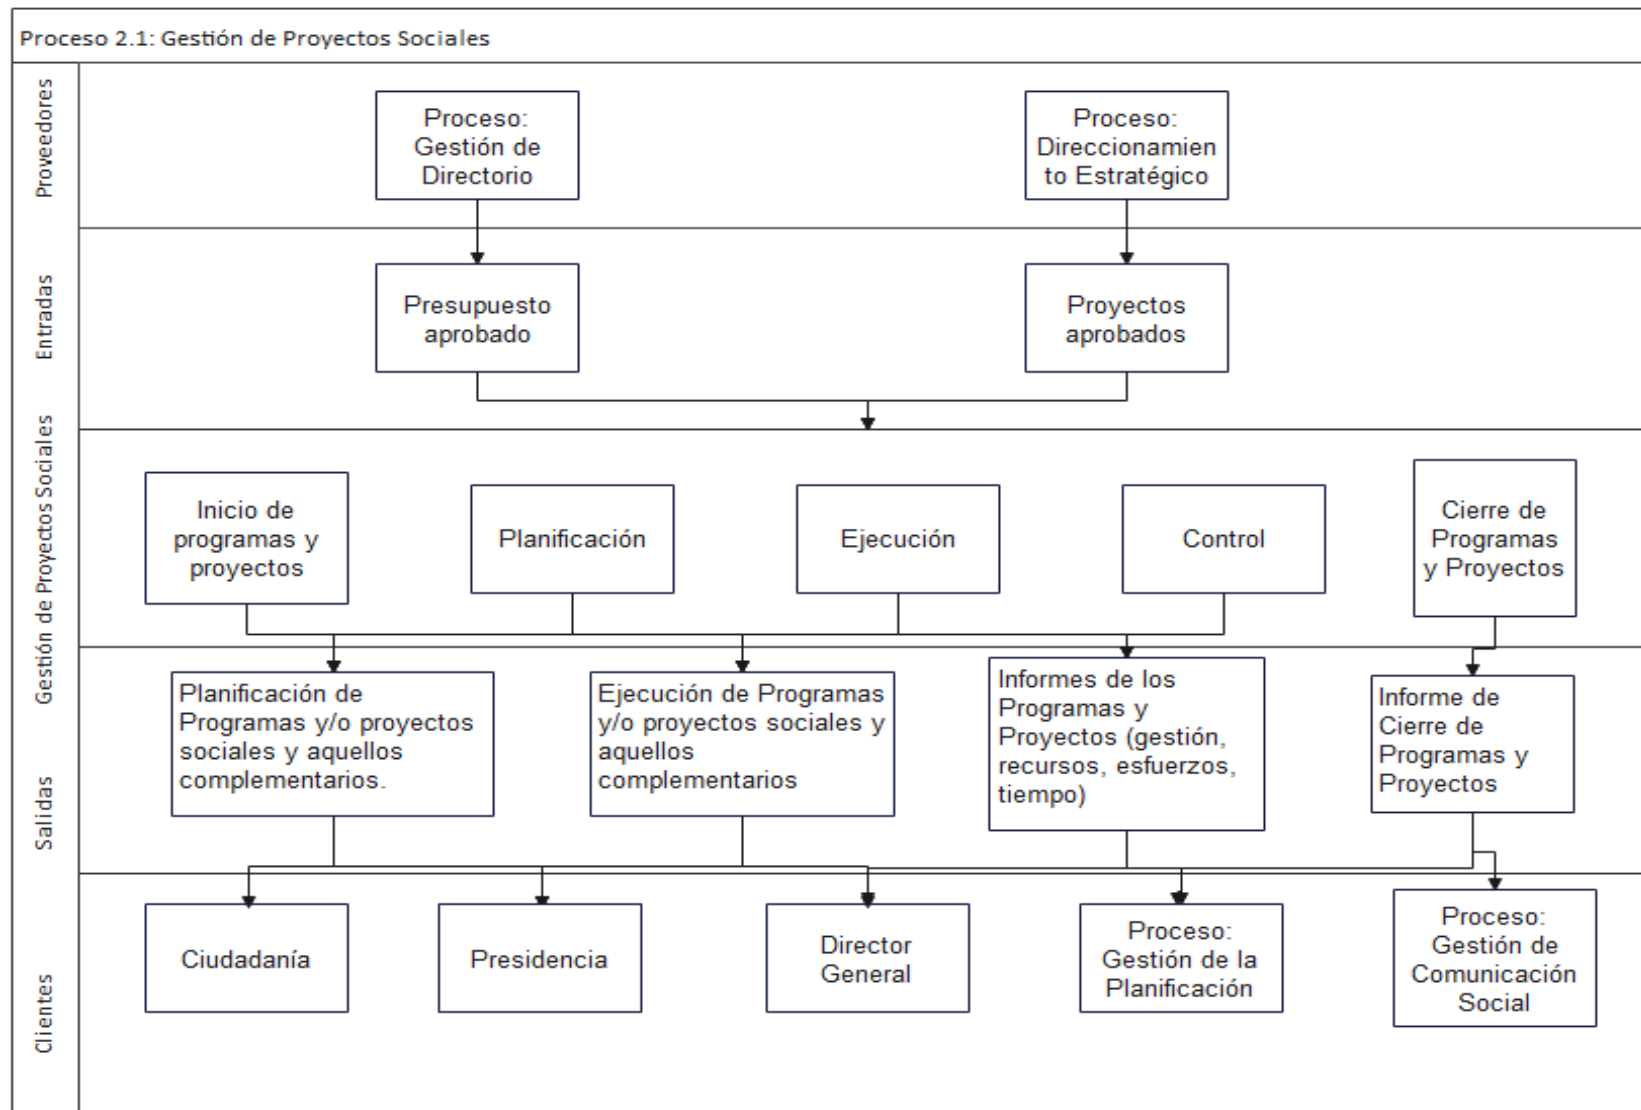 Proceso 2.1: Gestión de Proyectos Sociales
Proveedores
Proceso:
Gestión de
Directorio
Proceso:
Direccionamien
to Estratégico
Entradas
Presupuesto
aprobado
Proyectos
aprobados
Gestión de Proyectos Sociales
Inicio de
programas y
proyectos
Planificación
Ejecución
Control
Cierre de
Programas
y Proyectos
Salidas
Planificación de
Programas y/o proyectos
sociales y aquellos
complementarios.
Ejecución de Programas
y/o proyectos sociales y
aquellos
complementarios
Informes de los
Programas y
Proyectos (gestión,
recursos, esfuerzos,
tiempo)
Informe de
Cierre de
Programas y
Proyectos
Clientes
Ciudadanía
Presidencia
Director
General
Proceso:
Gestión de la
Planificación
Proceso:
Gestión de
Comunicación
Social